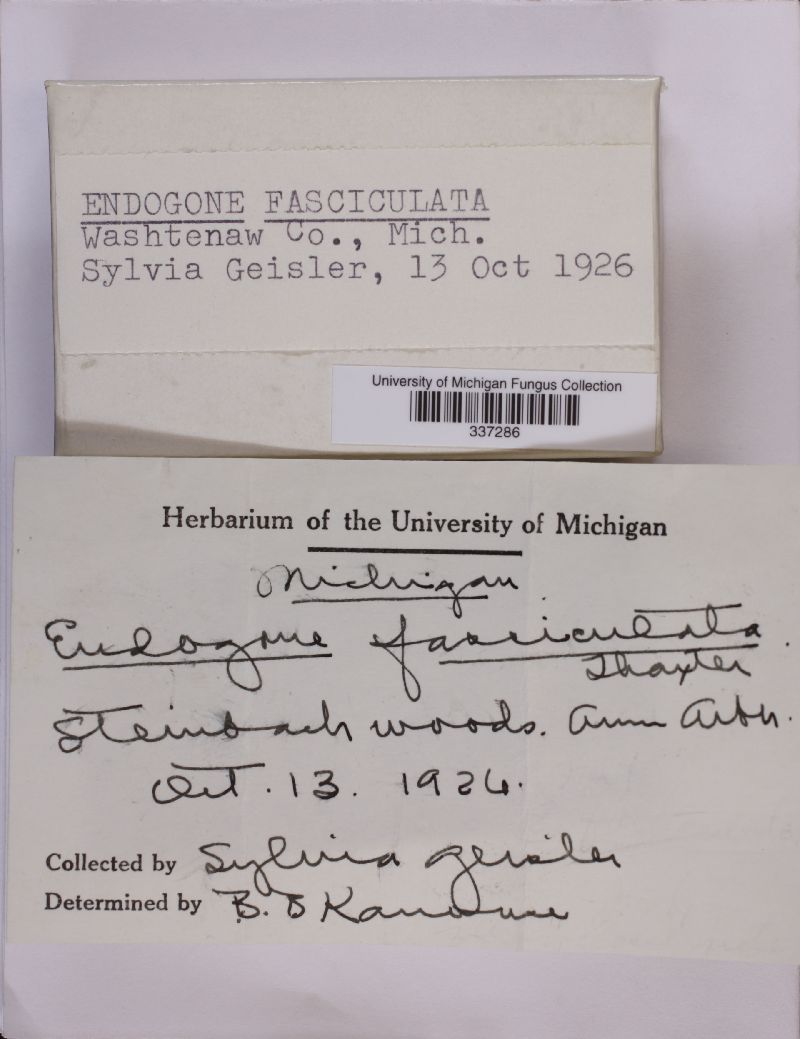 ENDOGONE FASCICULATA
Washtenaw Co., Mich.
Sylvia Geisler, 13 Oct 1926
University of Michigan Fungus Collection
337286
Herbarium of the University of Michigan
Michigan
Endogone fasciculata.
Thaxter
Steinbach woods. Ann Arbor.
Oct. 13. 1926.
Collected by Sylvia Geisler
Determined by B. B Kanouse